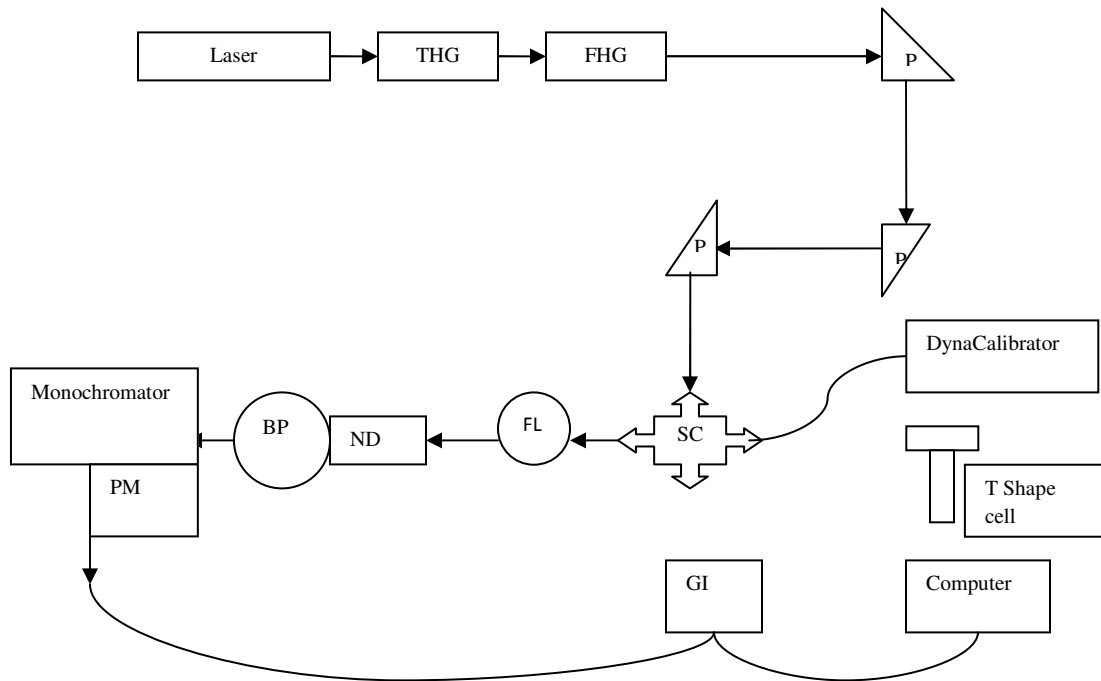 Laser
THG
FHG
P
P
P
DynaCalibrator
Monochromator
BP
ND
FL
SC
PM
T Shape
cell
GI
Computer